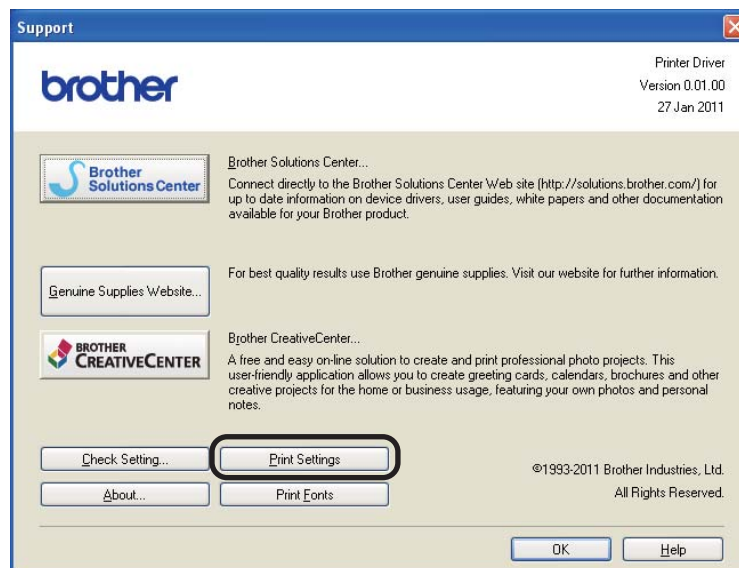 Support
brother
Printer Driver
Version 0.01.00
27 Jan 2011
Brother
Solutions Center
Brother Solutions Center...
Connect directly to the Brother Solutions Center Web site (http://solutions.brother.com/) for
up to date information on device drivers, user guides, white papers and other documentation
available for your Brother product.
Genuine Supplies Website...
For best quality results use Brother genuine supplies. Visit our website for further information.
BROTHER
CREATIVECENTER
Brother CreativeCenter...
A free and easy on-line solution to create and print professional photo projects. This
user-friendly application allows you to create greeting cards, calendars, brochures and other
creative projects for the home or business usage, featuring your own photos and personal
notes.
Check Setting...
Print Settings
©1993-2011 Brother Industries, Ltd.
About...
Print Fonts
All Rights Reserved.
OK
Help